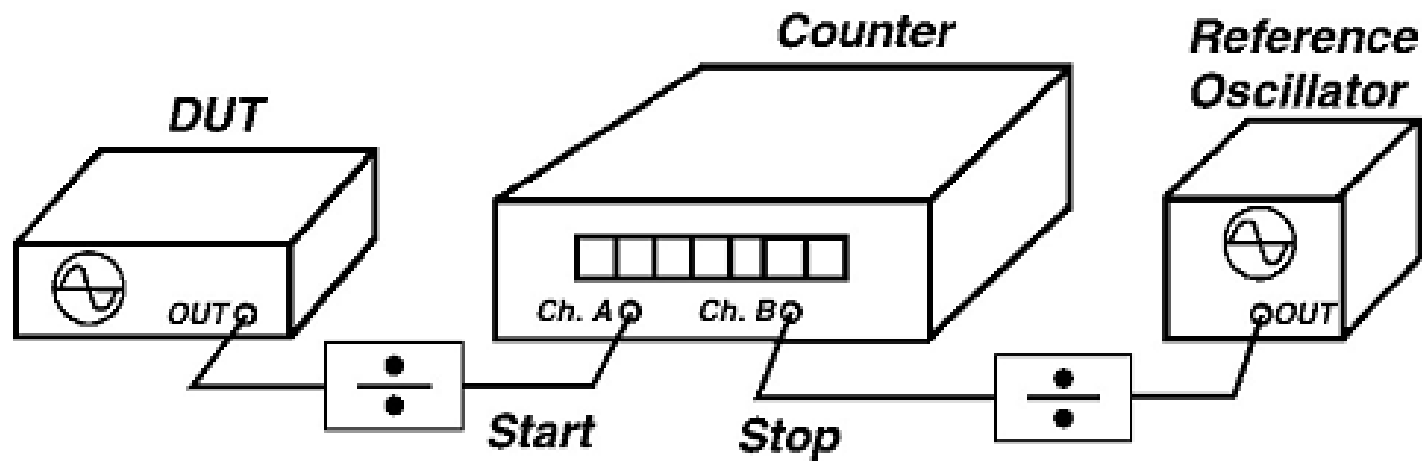 Counter
Reference
Oscillator
DUT
OUT
Ch. A
Ch. B
OUT
÷
÷
Start
Stop